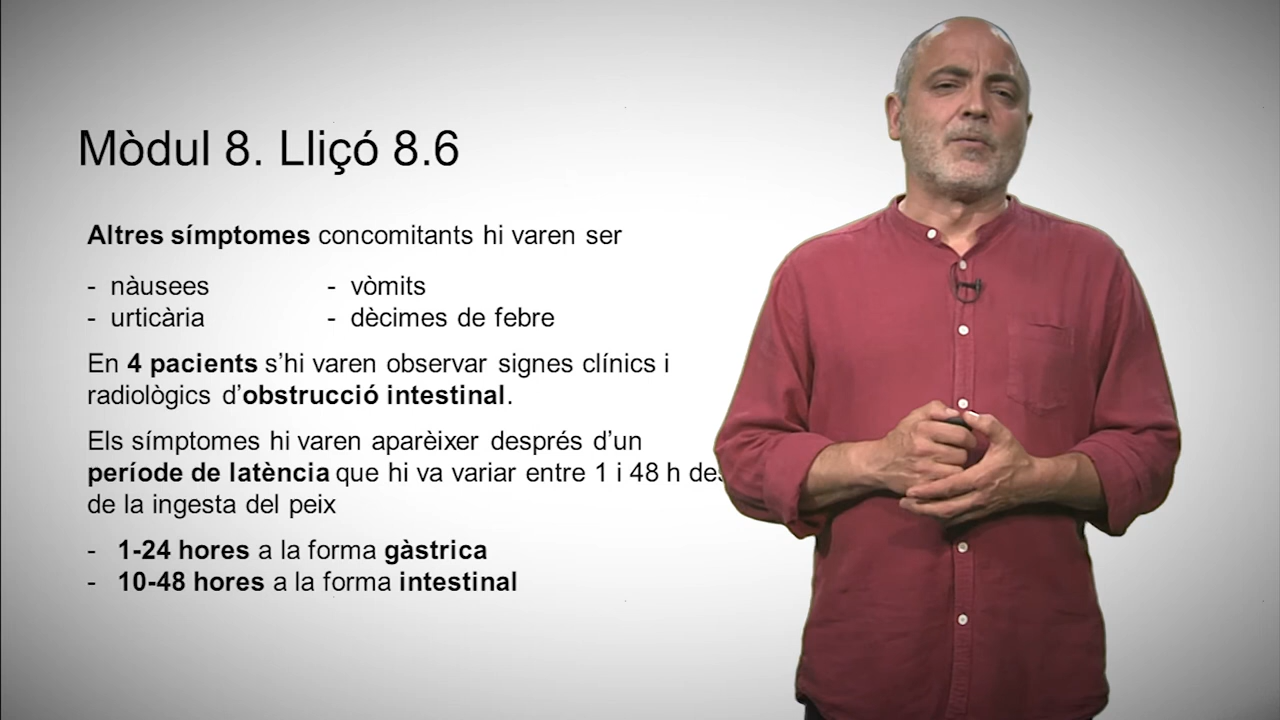 Mòdul 8. Lliçó 8.6
Altres símptomes concomitants hi varen ser
- nàusees - vòmits
- urticària - dècimes de febre
En 4 pacients s’hi varen observar signes clínics i
radiològics d’obstrucció intestinal.
Els símptomes hi varen aparèixer després d’un
període de latència que hi va variar entre 1 i 48 h
de la ingesta del peix
- 1-24 hores a la forma gàstrica
- 10-48 hores a la forma intestinal